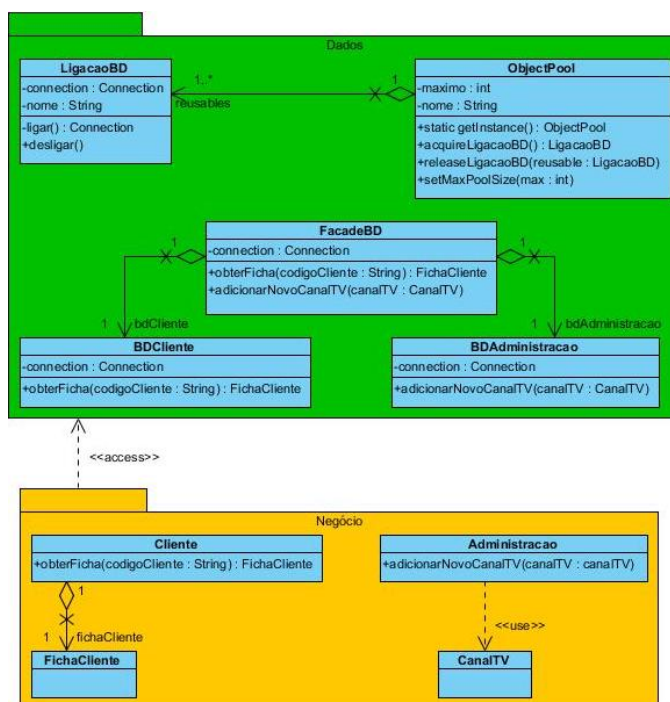 Dados
LigacaoBD
-connection : Connection
-nome : String
-ligar() : Connection
+desligar()
1..*
reusables
1
ObjectPool
-maximo : int
-nome : String
+static getInstance() : ObjectPool
+acquireLigacaoBD() : LigacaoBD
+releaseLigacaoBD(reusable : LigacaoBD)
+setMaxPoolSize(max : int)
FacadeBD
-connection : Connection
+obterFicha(codigoCliente : String) : FichaCliente
+adicionarNovoCanalTV(canalTV : CanalTV)
1
1
1
bdCliente
1
bdAdministracao
BDCliente
-connection : Connection
+obterFicha(codigoCliente : String) : FichaCliente
BDAdministracao
-connection : Connection
+adicionarNovoCanalTV(canalTV : CanalTV)
<<access>>
Negócio
Cliente
+obterFicha(codigoCliente : String) : FichaCliente
Administracao
+adicionarNovoCanalTV(canalTV : canalTV)
1
1
fichaCliente
<<use>>
FichaCliente
CanalTV